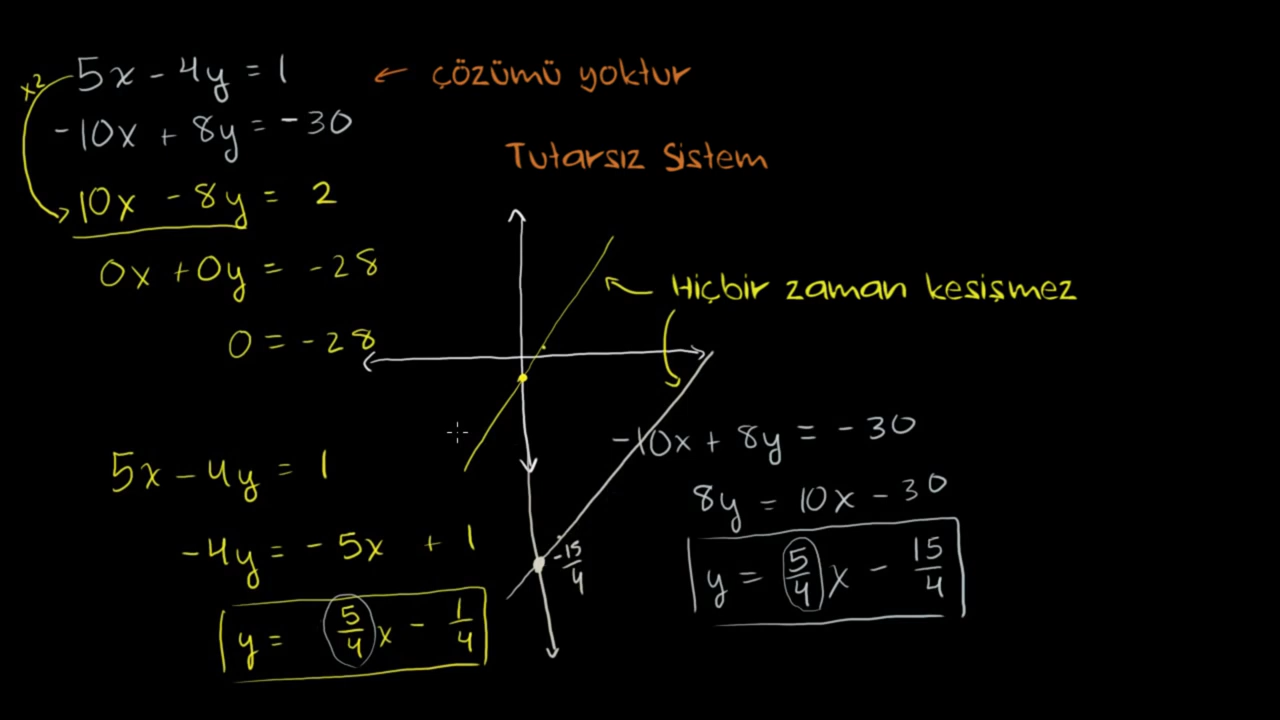 x2
5x - 4y = 1 ← çözümü yoktur
-10x + 8y = -30
Tutarsız Sistem
10x - 8y = 2
0x + 0y = -28
Hiçbir zaman kesişmez
0 = -28
5x - 4y = 1
-4y = -5x + 1
y = 5/4 x - 1/4
-15/4
-10x + 8y = -30
8y = 10x - 30
y = 5/4 x - 15/4